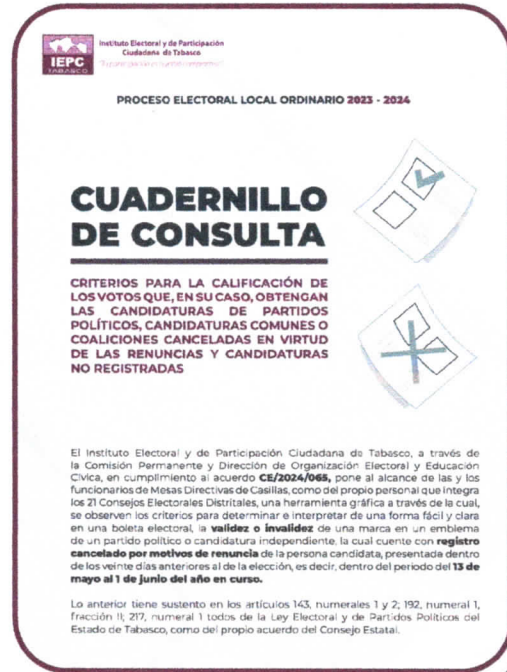 Instituto Electoral y de Participación
Ciudadana de Tabasco
IEPC
TABASCO
PROCESO ELECTORAL LOCAL ORDINARIO 2023 - 2024
CUADERNILLO
DE CONSULTA
CRITERIOS PARA LA CALIFICACIÓN DE
LOS VOTOS QUE, EN SU CASO, OBTENGAN
LAS CANDIDATURAS DE PARTIDOS
POLÍTICOS, CANDIDATURAS COMUNES O
COALICIONES CANCELADAS EN VIRTUD
DE LAS RENUNCIAS Y CANDIDATURAS
NO REGISTRADAS
El Instituto Electoral y de Participación Ciudadana de Tabasco, a través de
la Comisión Permanente y Dirección de Organización Electoral y Educación
Cívica, en cumplimiento al acuerdo CE/2024/065, pone al alcance de las y los
funcionarios de Mesas Directivas de Casillas, como del propio personal que integra
los 21 Consejos Electorales Distritales, una herramienta gráfica a través de la cual,
se observen los criterios para determinar e interpretar de una forma fácil y clara
en una boleta electoral, la validez o invalidez de una marca en un emblema
de un partido político o candidatura independiente, la cual cuente con registro
cancelado por motivos de renuncia de la persona candidata, presentada dentro
de los veinte días anteriores al de la elección, es decir, dentro del periodo del 13 de
mayo al 1 de junio del año en curso.
Lo anterior tiene sustento en los artículos 143, numerales 1 y 2; 192, numeral 1,
fracción II; 217, numeral 1 todos de la Ley Electoral y de Partidos Políticos del
Estado de Tabasco, como del propio acuerdo del Consejo Estatal.